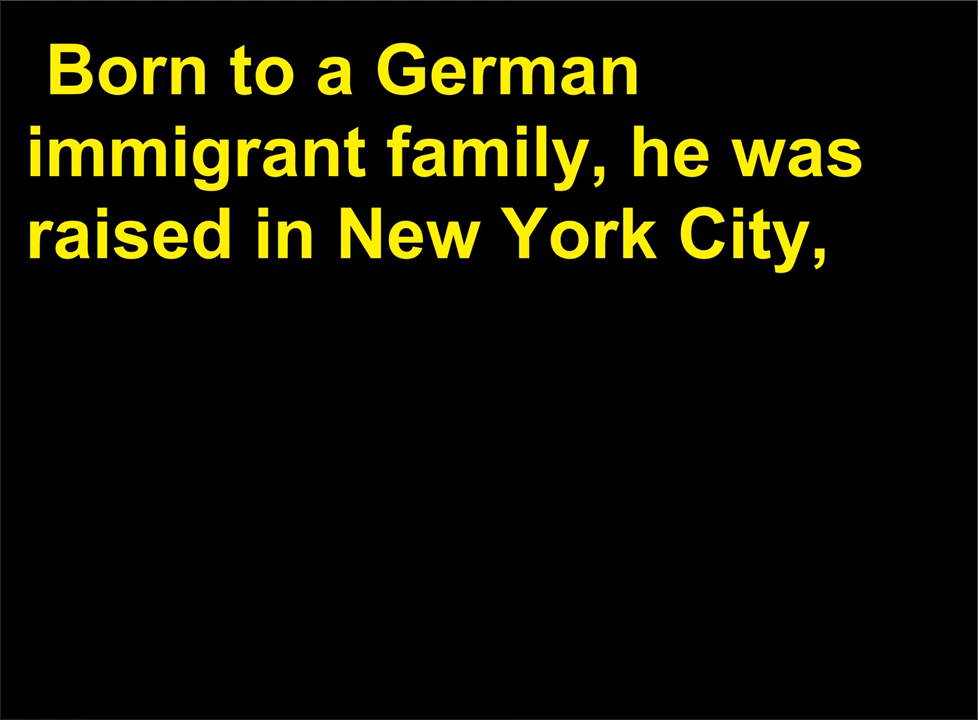 Born to a German
immigrant family, he was
raised in New York City,